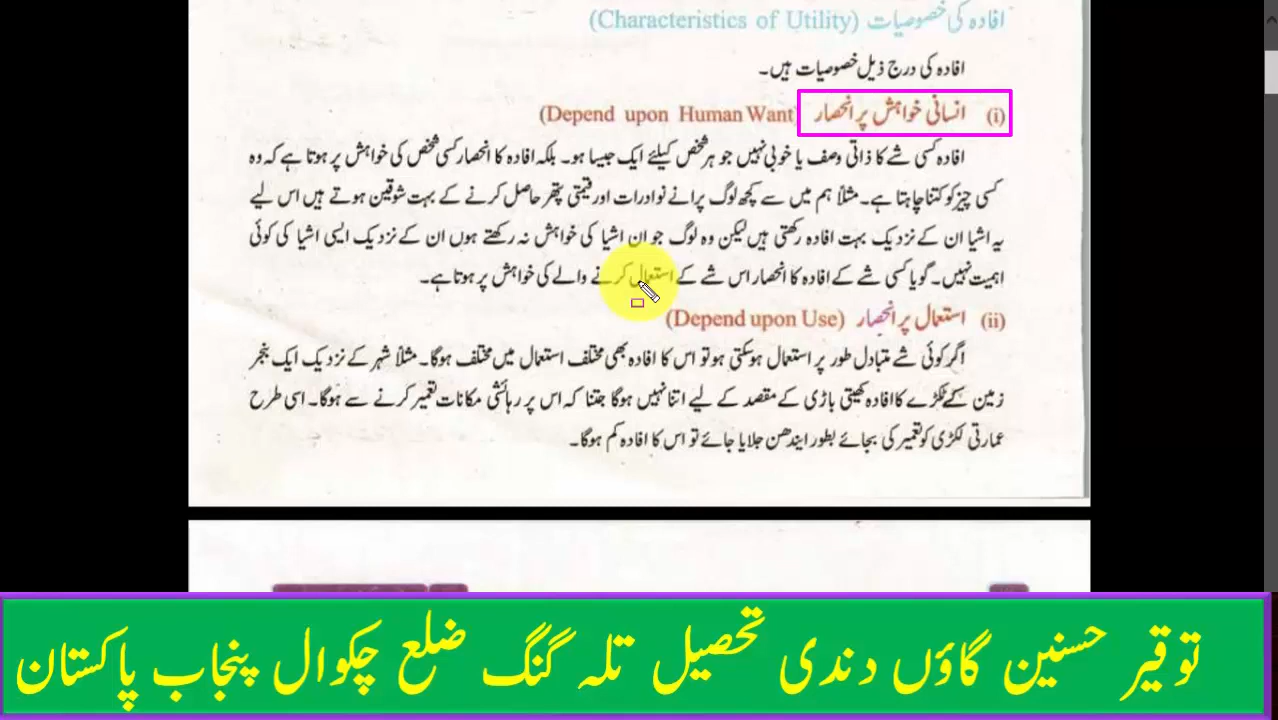 افادہ کی خصوصیات (Characteristics of Utility)
افادہ کی درج ذیل خصوصیات ہیں۔
(i) انسانی خواہش پر انحصار (Depend upon Human Want)
افادہ کسی شے کا ذاتی وصف یا خوبی نہیں جو ہر شخص کیلئے ایک جیسا ہو۔ بلکہ افادہ کا انحصار کسی شخص کی خواہش پر ہوتا ہے کہ وہ
کسی چیز کو کتنا چاہتا ہے۔ مثلاً ہم میں سے کچھ لوگ پرانے نوادرات اور قیمتی پتھر حاصل کرنے کے بہت شوقین ہوتے ہیں اس لیے
یہ اشیا ان کے نزدیک بہت افادہ رکھتی ہیں لیکن وہ لوگ جو ان اشیا کی خواہش نہ رکھتے ہوں ان کے نزدیک ایسی اشیا کی کوئی
اہمیت نہیں۔ گویا کسی شے کے افادہ کا انحصار اس شے کے استعمال کرنے والے کی خواہش پر ہوتا ہے۔
(ii) استعمال پر انحصار (Depend upon Use)
اگر کوئی شے متبادل طور پر استعمال ہو سکتی ہو تو اس کا افادہ بھی مختلف استعمال میں مختلف ہوگا۔ مثلاً شہر کے نزدیک ایک بنجر
زمین کے ٹکڑے کا افادہ کھیتی باڑی کے مقصد کے لیے اتنا نہیں ہوگا جتنا کہ اس پر رہائشی مکانات تعمیر کرنے سے ہوگا۔ اسی طرح
عمارتی لکڑی کو تعمیر کی بجائے بطور ایندھن جلایا جائے تو اس کا افادہ کم ہوگا۔
توقیر حسنین گاؤں دندی تحصیل تلہ گنگ ضلع چکوال پنجاب پاکستان